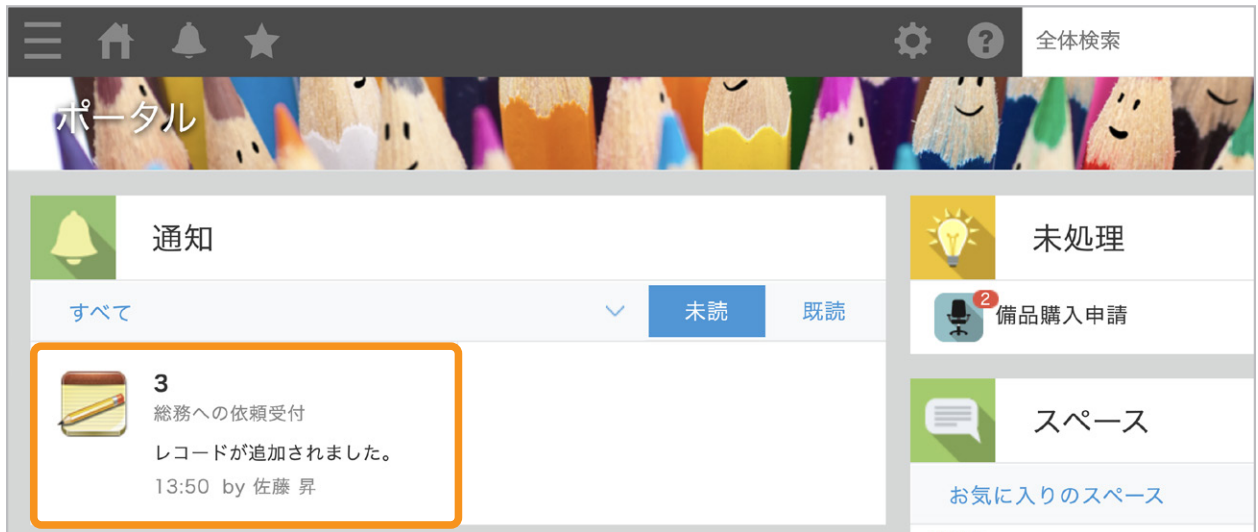 全体検索
ポータル
通知
すべて
未読
既読
3
総務への依頼受付
レコードが追加されました。
13:50 by 佐藤 昇
未処理
2
備品購入申請
スペース
お気に入りのスペース